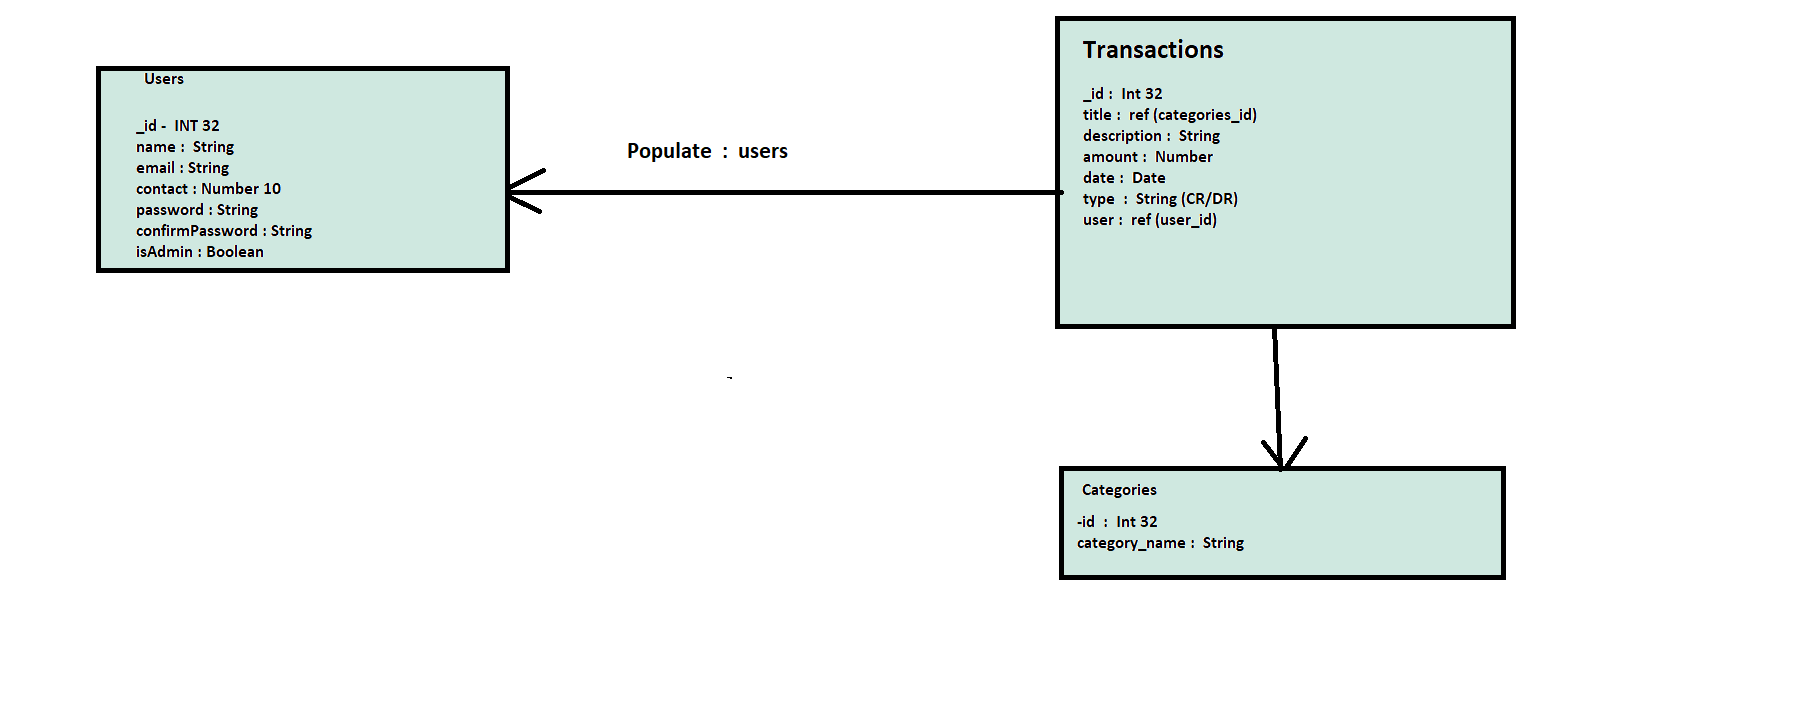 Users
_id - INT 32
name : String
email : String
contact : Number 10
password : String
confirmPassword : String
isAdmin : Boolean
Populate : users
Transactions
_id : Int 32
title : ref (categories_id)
description : String
amount : Number
date : Date
type : String (CR/DR)
user : ref (user_id)
Categories
-id : Int 32
category_name : String